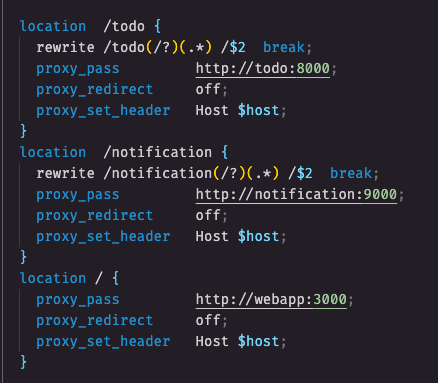 location  /todo {
  rewrite /todo(/?)(.*) /$2  break;
  proxy_pass         http://todo:8000;
  proxy_redirect     off;
  proxy_set_header   Host $host;
}
location  /notification {
  rewrite /notification(/?)(.*) /$2  break;
  proxy_pass         http://notification:9000;
  proxy_redirect     off;
  proxy_set_header   Host $host;
}
location / {
  proxy_pass         http://webapp:3000;
  proxy_redirect     off;
  proxy_set_header   Host $host;
}